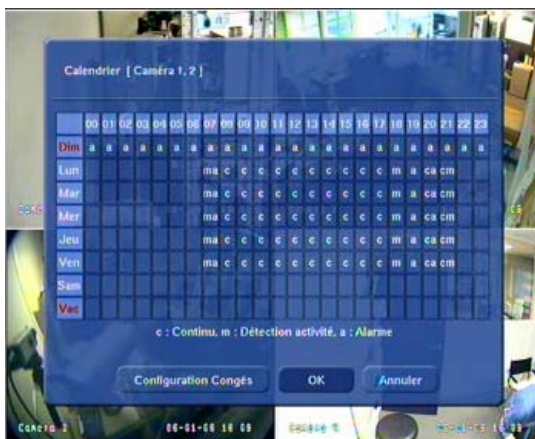 Calendrier [ Caméra 1, 2 ]
00 01 02 03 04 05 06 07 08 09 10 11 12 13 14 15 16 17 18 19 20 21 22 23
Dim a a a a a a a a a a a a a a a a a a a a a a a a
Lun ma c c c c c c c c c c m a ca cm
Mar ma c c c c c c c c c c m a ca cm
Mer ma c c c c c c c c c c m a ca cm
Jeu ma c c c c c c c c c c m a ca cm
Ven ma c c c c c c c c c c m a ca cm
Sam
Vac
c : Continu, m : Détection activité, a : Alarme
Configuration Congés OK Annuler
Camera 2 06-01-06 16 09